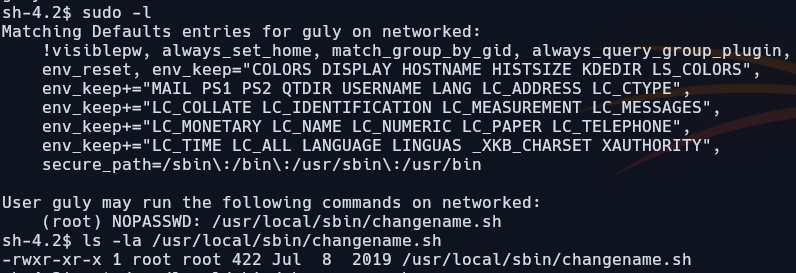 sh-4.2$ sudo -l
Matching Defaults entries for guly on networked:
    !visiblepw, always_set_home, match_group_by_gid, always_query_group_plugin,
    env_reset, env_keep="COLORS DISPLAY HOSTNAME HISTSIZE KDEDIR LS_COLORS",
    env_keep+="MAIL PS1 PS2 QTDIR USERNAME LANG LC_ADDRESS LC_CTYPE",
    env_keep+="LC_COLLATE LC_IDENTIFICATION LC_MEASUREMENT LC_MESSAGES",
    env_keep+="LC_MONETARY LC_NAME LC_NUMERIC LC_PAPER LC_TELEPHONE",
    env_keep+="LC_TIME LC_ALL LANGUAGE LINGUAS _XKB_CHARSET XAUTHORITY",
    secure_path=/sbin\:/bin\:/usr/sbin\:/usr/bin

User guly may run the following commands on networked:
    (root) NOPASSWD: /usr/local/sbin/changename.sh
sh-4.2$ ls -la /usr/local/sbin/changename.sh
-rwxr-xr-x 1 root root 422 Jul  8  2019 /usr/local/sbin/changename.sh